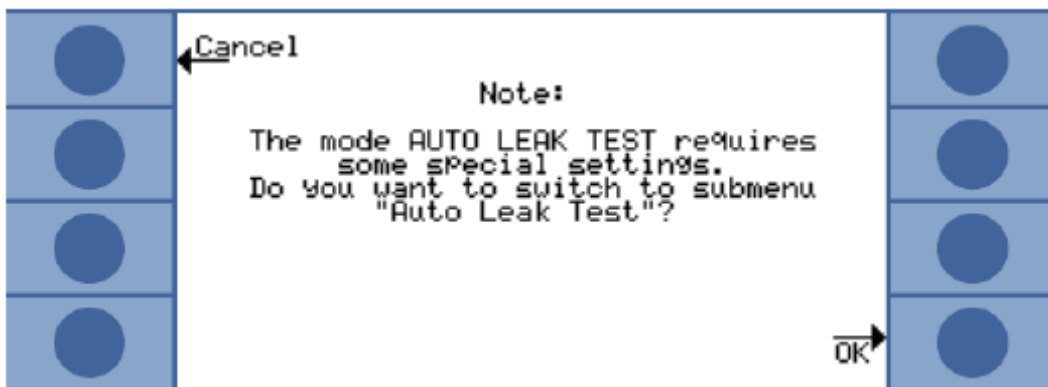 Cancel
Note:
The mode AUTO LEAK TEST requires
some special settings.
Do you want to switch to submenu
"Auto Leak Test"?
OK